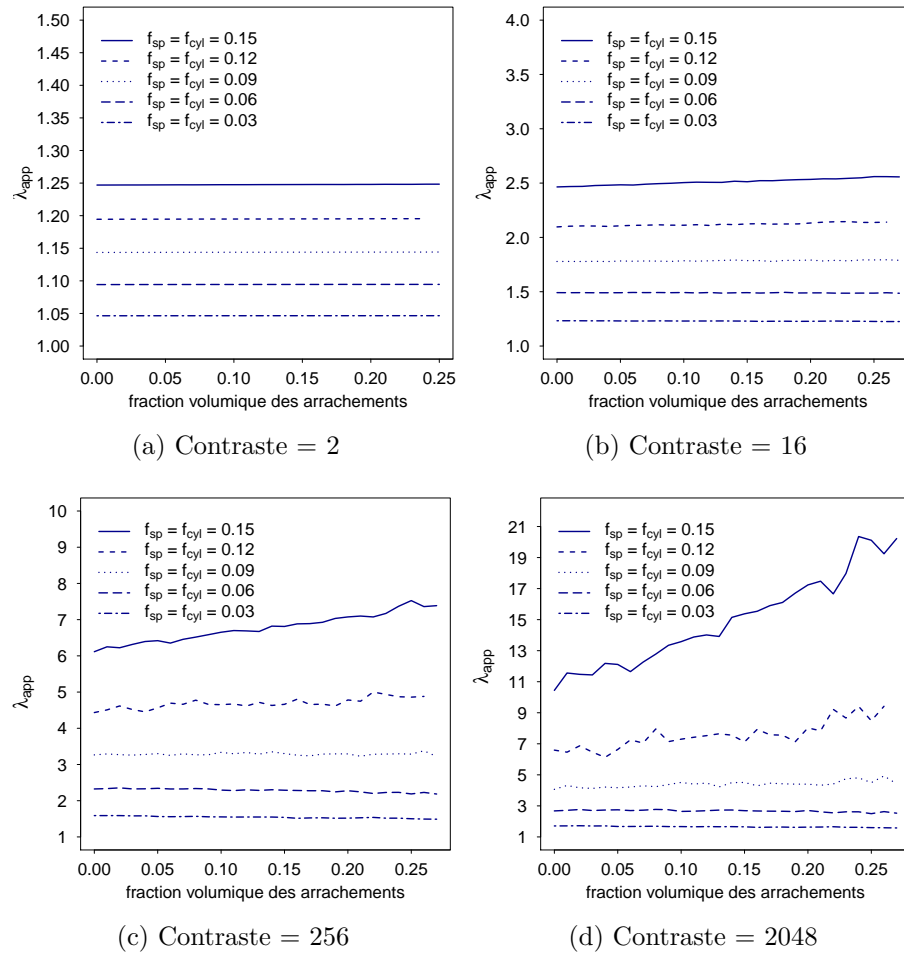 1.50
1.45
1.40
1.35
1.30
1.25
1.20
1.15
1.10
1.05
1.00
λapp
fsp = fcyl = 0.15
fsp = fcyl = 0.12
fsp = fcyl = 0.09
fsp = fcyl = 0.06
fsp = fcyl = 0.03
0.00 0.05 0.10 0.15 0.20 0.25
fraction volumique des arrachements
(a) Contraste = 2
4.0
3.5
3.0
2.5
2.0
1.5
1.0
λapp
fsp = fcyl = 0.15
fsp = fcyl = 0.12
fsp = fcyl = 0.09
fsp = fcyl = 0.06
fsp = fcyl = 0.03
0.00 0.05 0.10 0.15 0.20 0.25
fraction volumique des arrachements
(b) Contraste = 16
10
9
8
7
6
5
4
3
2
1
λapp
fsp = fcyl = 0.15
fsp = fcyl = 0.12
fsp = fcyl = 0.09
fsp = fcyl = 0.06
fsp = fcyl = 0.03
0.00 0.05 0.10 0.15 0.20 0.25
fraction volumique des arrachements
(c) Contraste = 256
21
19
17
15
13
11
9
7
5
3
1
λapp
fsp = fcyl = 0.15
fsp = fcyl = 0.12
fsp = fcyl = 0.09
fsp = fcyl = 0.06
fsp = fcyl = 0.03
0.00 0.05 0.10 0.15 0.20 0.25
fraction volumique des arrachements
(d) Contraste = 2048